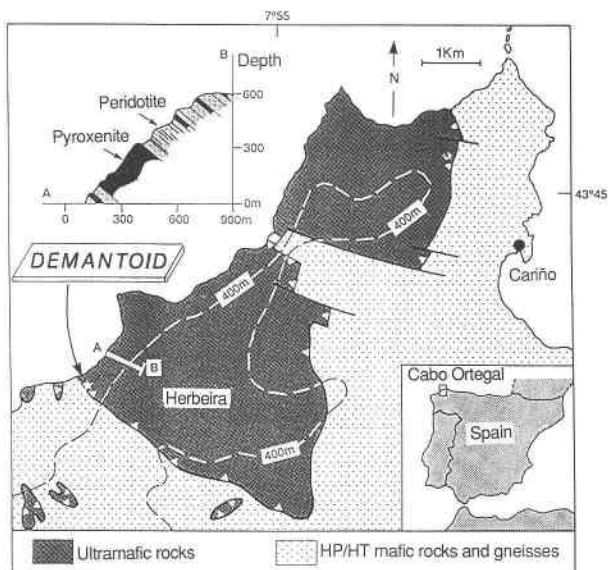 7°55
B Depth
600
Peridotite
Pyroxenite
300
A
0m
0 300 600 900m
1Km
N
43°45
400m
Cariño
DEMANTOID
400m
A
B
Herbeira
400m
Cabo Ortegal
Spain
Ultramafic rocks
HP/HT mafic rocks and gneisses